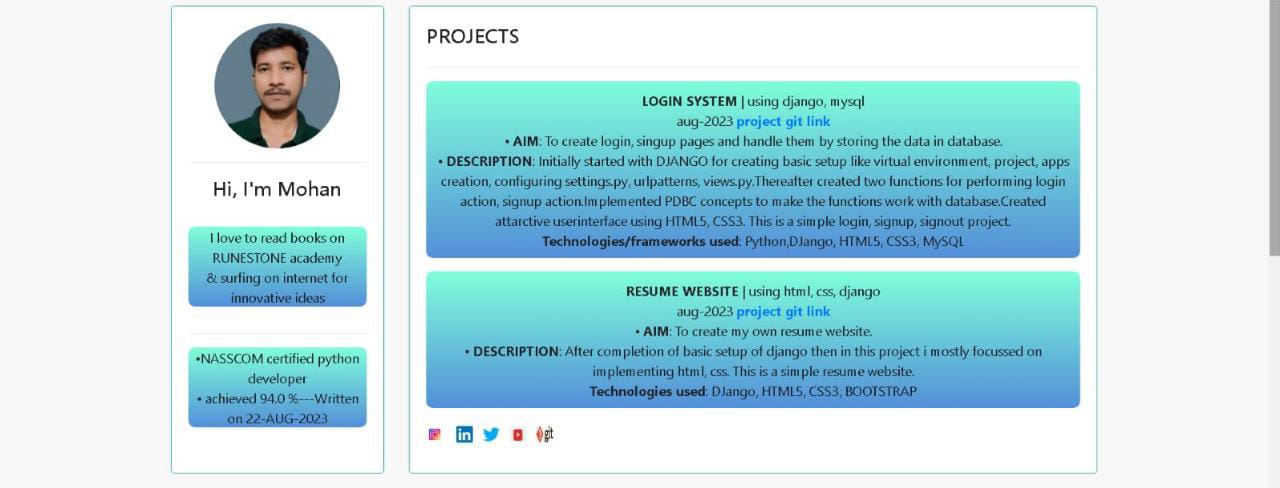 Hi, I'm Mohan
I love to read books on
RUNESTONE academy
& surfing on internet for
innovative ideas
•NASSCOM certified python
developer
• achieved 94.0 %---Written
on 22-AUG-2023
PROJECTS
LOGIN SYSTEM | using django, mysql
aug-2023 project git link
• AIM: To create login, singup pages and handle them by storing the data in database.
• DESCRIPTION: Initially started with DJANGO for creating basic setup like virtual environment, project, apps
creation, configuring settings.py, urlpatterns, views.py.Thereafter created two functions for performing login
action, signup action.Implemented PDBC concepts to make the functions work with database.Created
attarctive userinterface using HTML5, CSS3. This is a simple login, signup, signout project.
Technologies/frameworks used: Python,DJango, HTML5, CSS3, MySQL
RESUME WEBSITE | using html, css, django
aug-2023 project git link
• AIM: To create my own resume website.
• DESCRIPTION: After completion of basic setup of django then in this project i mostly focussed on
implementing html, css. This is a simple resume website.
Technologies used: DJango, HTML5, CSS3, BOOTSTRAP
in git